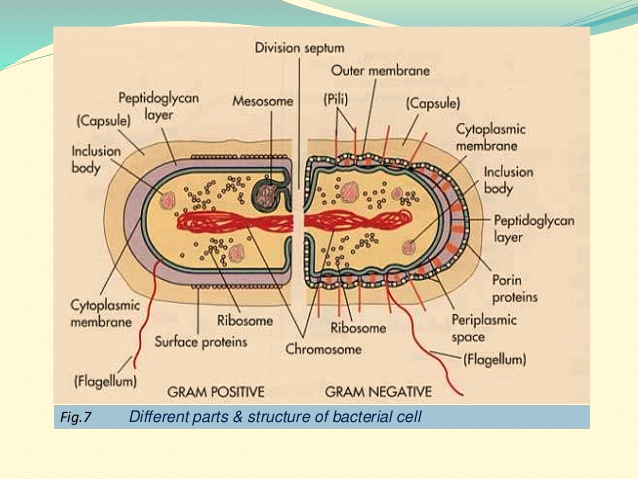 Division septum
Outer membrane
Peptidoglycan
layer
Mesosome
(Pili)
(Capsule)
(Capsule)
Cytoplasmic
membrane
Inclusion
body
Inclusion
body
Peptidoglycan
layer
Porin
proteins
Cytoplasmic
membrane
Ribosome
Ribosome
Periplasmic
space
Surface proteins
Chromosome
(Flagellum)
(Flagellum)
GRAM POSITIVE
GRAM NEGATIVE
Fig.7 Different parts & structure of bacterial cell